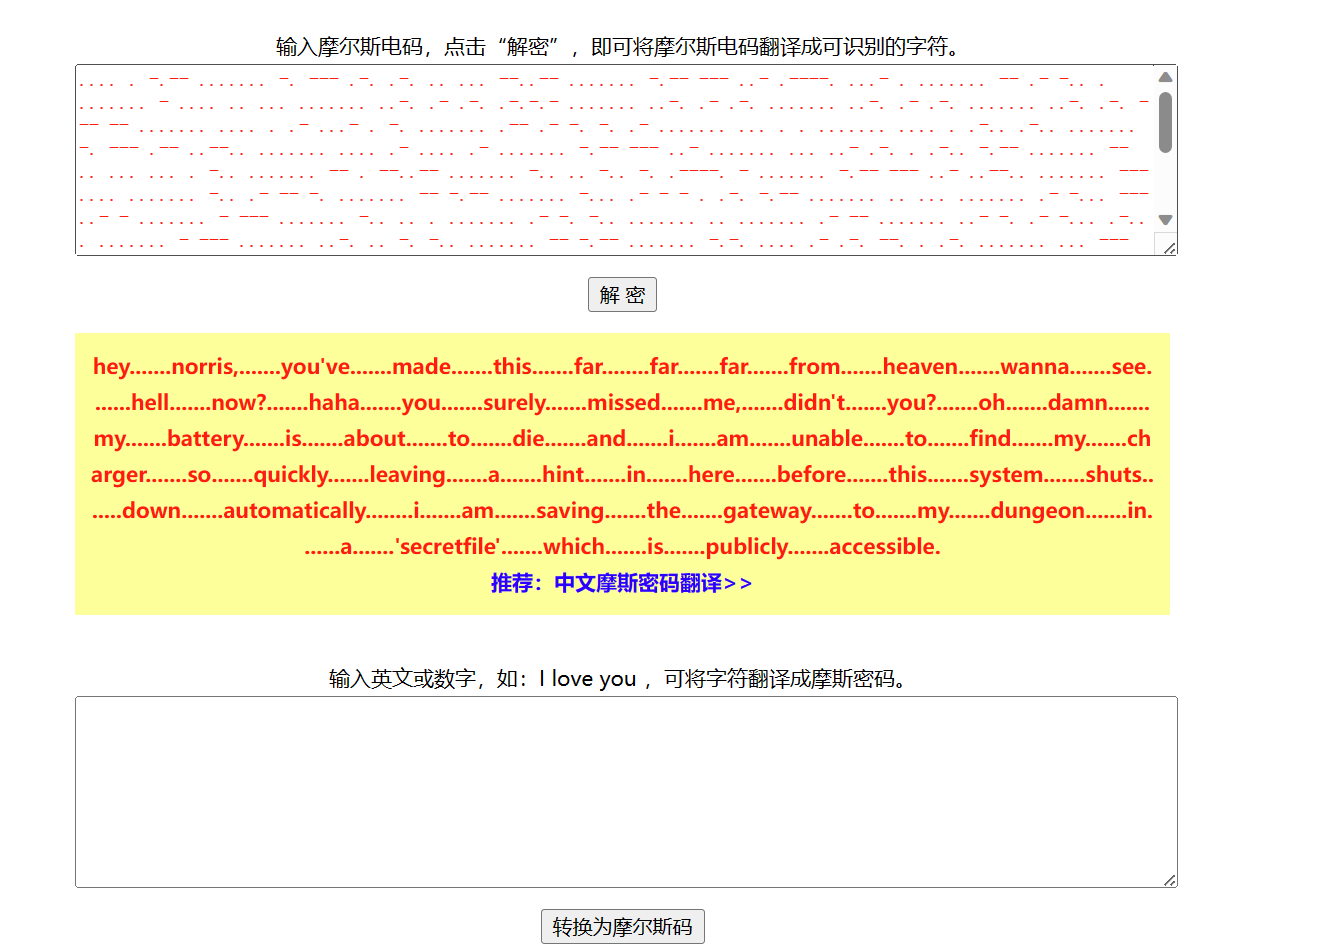 输入摩尔斯电码，点击“解密”，即可将摩尔斯电码翻译成可识别的字符。
.... . -.-- ....... -. --- .-. .-. .. ... --..-- ....... -.-- --- ..- .----. ...- . ....... -- .- -.. .
....... - .... .. ... ....... ..-. .- .-. ....... ..-. .- .-. ....... ..-. .- .-. ....... ..-. .-. -
-- -- ....... .... . .- ...- . -. ....... .-- .- -. -. .- ....... ... . . ....... .... . .-.. .-.. .......
-. --- .-- ..--.. ....... .... .- .... .- ....... -.-- --- ..- ....... ... ..- .-. . .-.. -.-- ....... --
.. ... ... . -.. ....... -- . --..-- ....... -.. .. -.. -. .----. - ....... -.-- --- ..- ..--.. ....... ---
.... ....... -.. .- -- -. ....... -- -.-- ....... -... .- - - . .-. -.-- ....... .. ... ....... .- -... ---
..- - ....... - --- ....... -.. .. . ....... .- -. -.. ....... .. ....... .- -- ....... ..- -. .- -... .-..
. ....... - --- ....... ..-. .. -. -.. ....... -- -.-- ....... -.-. .... .- .-. --. . .-. ....... ... ---
解 密
hey.......norris,.......you've.......made.......this.......far.......far.......far.......from.......heaven.......wanna.......see.
......hell.......now?.......haha.......you.......surely.......missed.......me,.......didn't.......you?.......oh.......damn.......
my.......battery.......is.......about.......to.......die.......and.......i.......am.......unable.......to.......find.......my.......ch
arger.......so.......quickly.......leaving.......a.......hint.......in.......here.......before.......this.......system.......shuts..
.....down.......automatically........i.......am.......saving.......the.......gateway.......to.......my.......dungeon.......in.
......a.......'secretfile'.......which.......is.......publicly.......accessible.
推荐：中文摩斯密码翻译>>
输入英文或数字，如：I love you ，可将字符翻译成摩斯密码。
转换为摩尔斯码